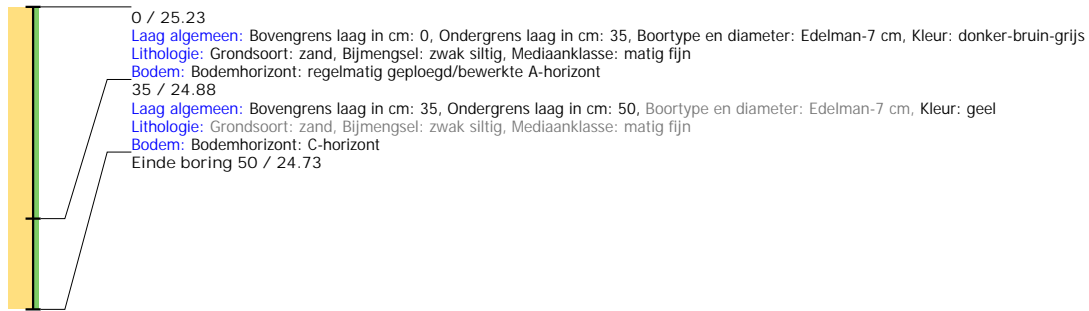 0 / 25.23
Laag algemeen: Bovengrens laag in cm: 0, Ondergrens laag in cm: 35, Boortype en diameter: Edelman-7 cm, Kleur: donker-bruin-grijs
Lithologie: Grondsoort: zand, Bijmengsel: zwak siltig, Mediaanklasse: matig fijn
Bodem: Bodemhorizont: regelmatig geploegd/bewerkte A-horizont
35 / 24.88
Laag algemeen: Bovengrens laag in cm: 35, Ondergrens laag in cm: 50, Boortype en diameter: Edelman-7 cm, Kleur: geel
Lithologie: Grondsoort: zand, Bijmengsel: zwak siltig, Mediaanklasse: matig fijn
Bodem: Bodemhorizont: C-horizont
Einde boring 50 / 24.73